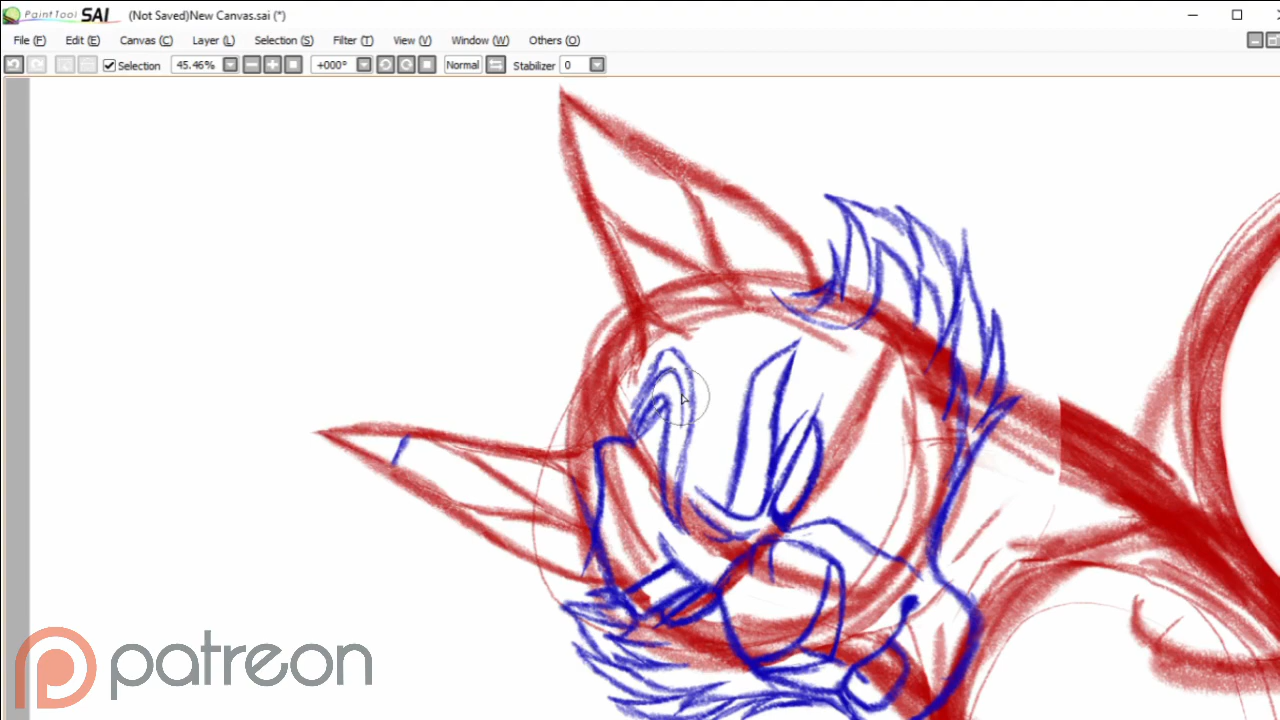 PaintTool SAI (Not Saved)New Canvas.sai (*)
File (F) Edit (E) Canvas (C) Layer (L) Selection (S) Filter (T) View (V) Window (W) Others (O)
Selection 45.46% +000° Normal Stabilizer 0
patreon